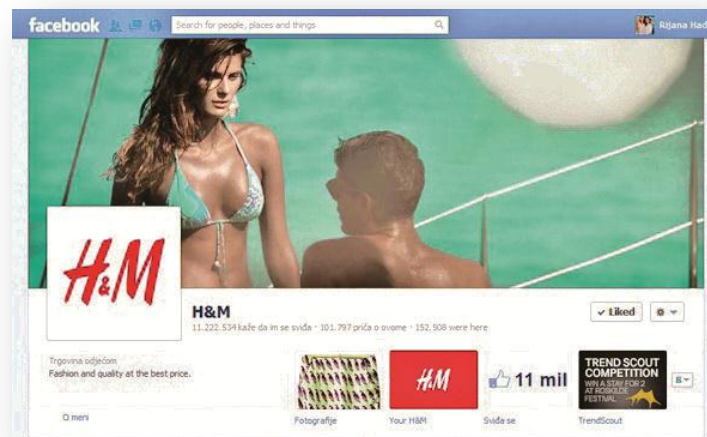 facebook
Search for people, places and things
Rijana Had
H&M
H&M
11.222.534 kaže da im se sviđa · 101.797 priča o ovome · 152.908 were here
Liked
Trgovina odjećom
Fashion and quality at the best price.
H&M
11 mil
TREND SCOUT
COMPETITION
WIN A STAY FOR 2
AT ROSKILDE
FESTIVAL
O meni
Fotografije
Your H&M
Sviđa se
TrendScout